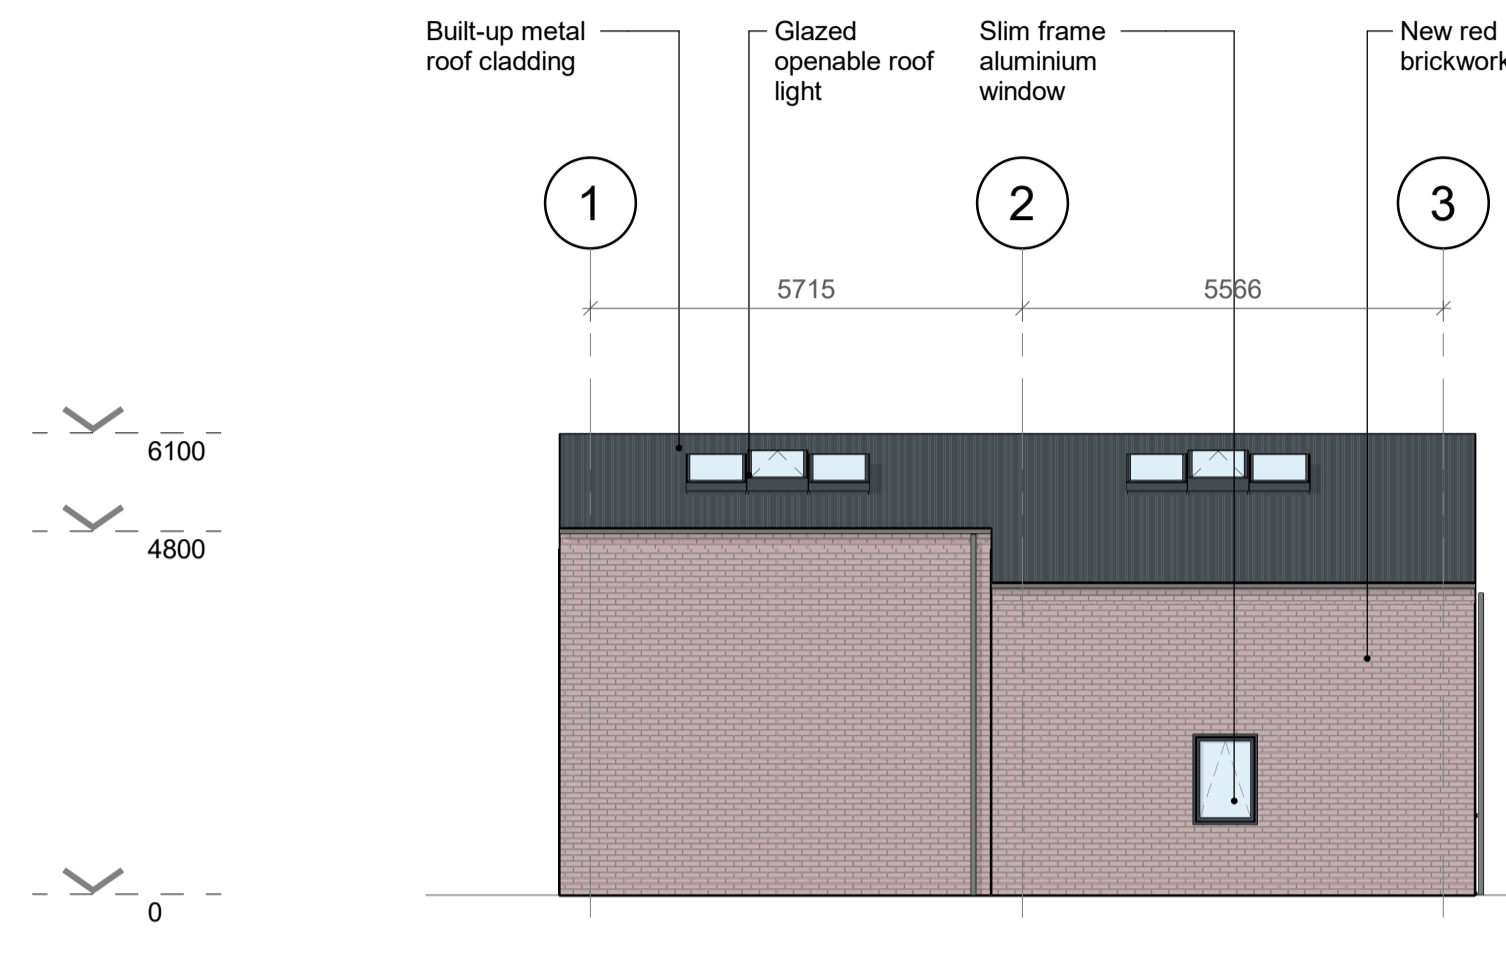 Built-up metal
roof cladding
Glazed
openable roof
light
Slim frame
aluminium
window
New red
brickwork
1
2
3
5715
5566
6100
4800
0